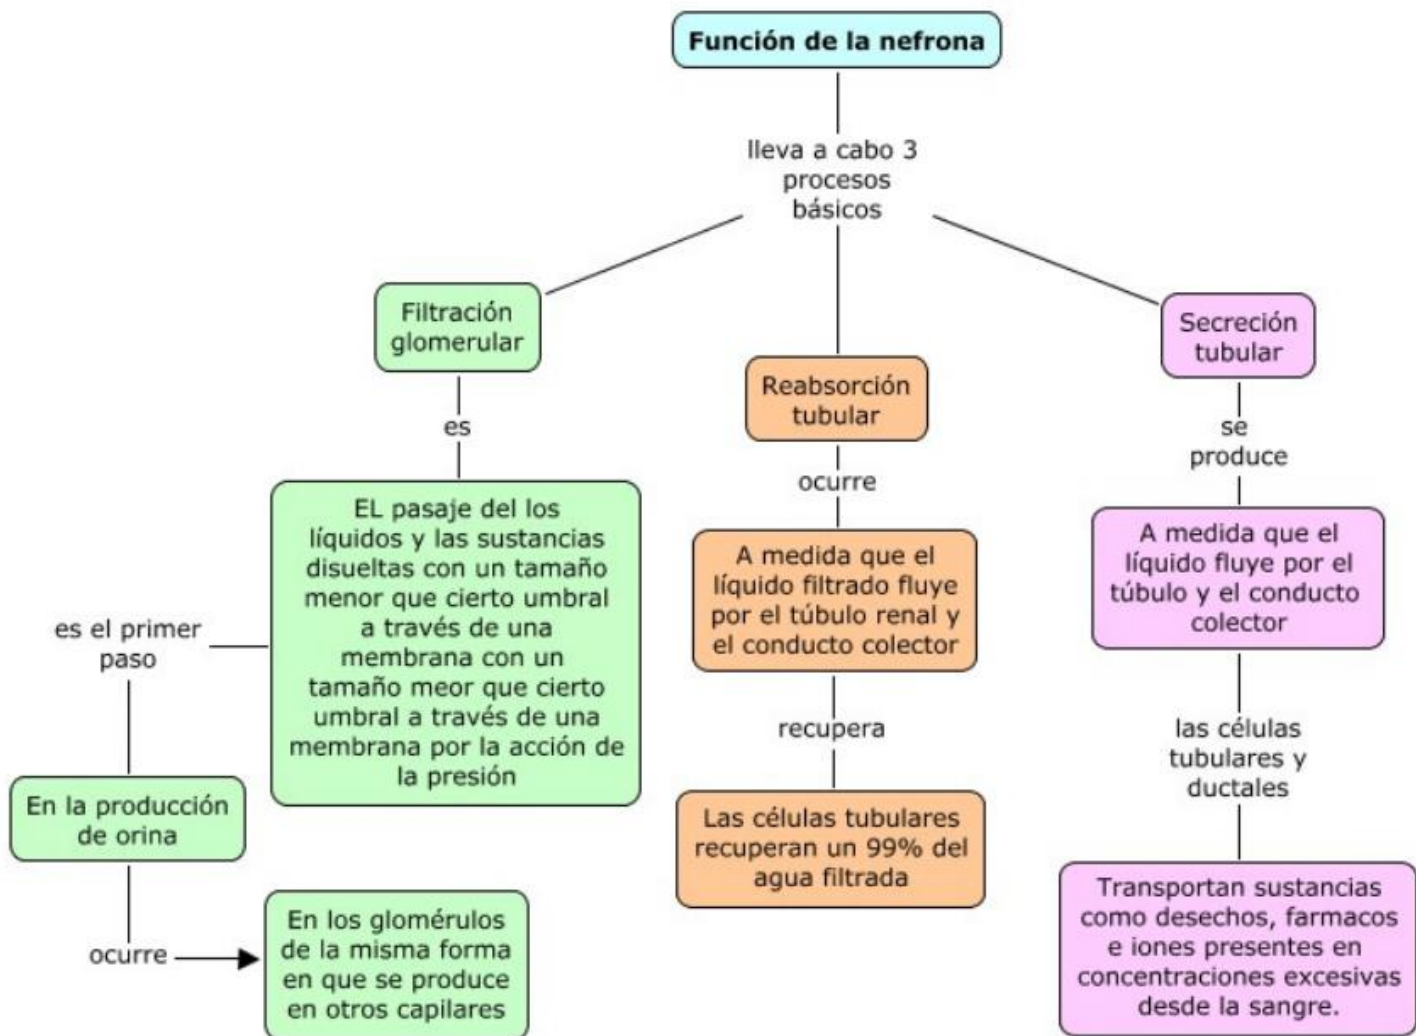 Función de la nefrona
lleva a cabo 3
procesos
básicos
Filtración
glomerular
es
EL pasaje del los
líquidos y las sustancias
disueltas con un tamaño
menor que cierto umbral
a través de una
membrana con un
tamaño meor que cierto
umbral a través de una
membrana por la acción de
la presión
es el primer
paso
En la producción
de orina
ocurre
En los glomérulos
de la misma forma
en que se produce
en otros capilares
Reabsorción
tubular
ocurre
A medida que el
líquido filtrado fluye
por el túbulo renal y
el conducto colector
recupera
Las células tubulares
recuperan un 99% del
agua filtrada
Secreción
tubular
se
produce
A medida que el
líquido fluye por el
túbulo y el conducto
colector
las células
tubulares y
ductales
Transportan sustancias
como desechos, farmacos
e iones presentes en
concentraciones excesivas
desde la sangre.